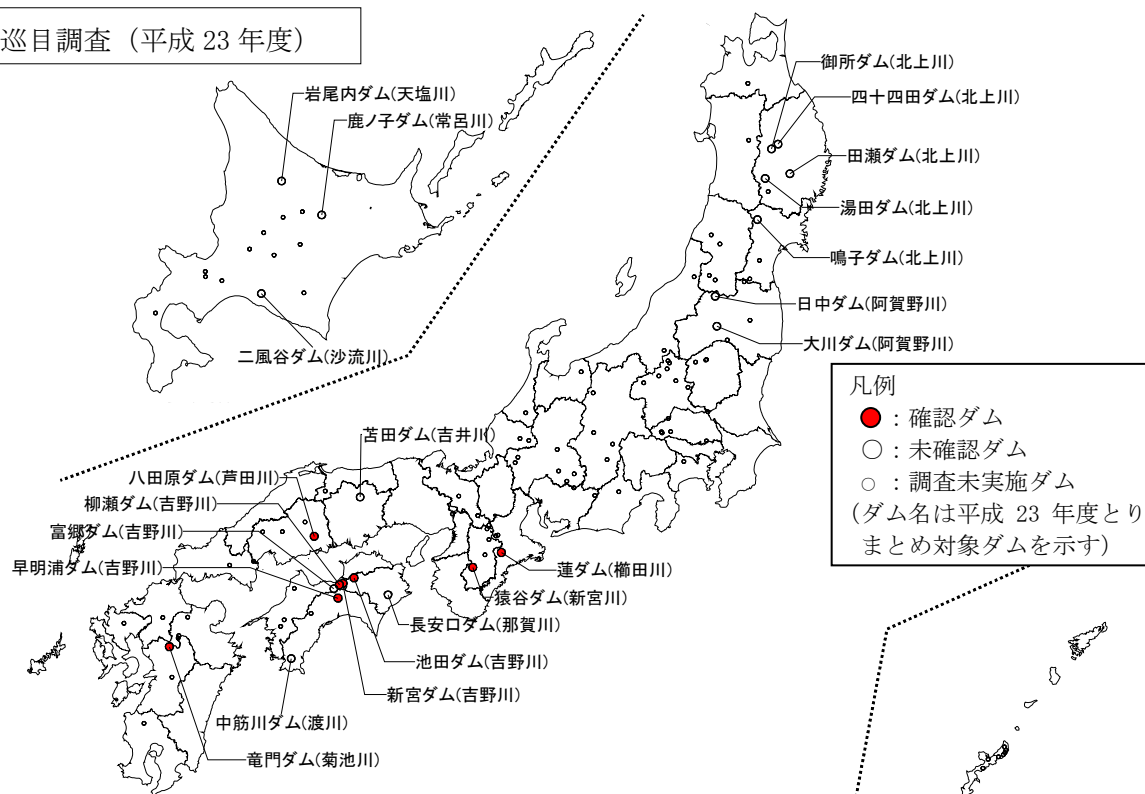 巡目調査（平成 23 年度）
岩尾内ダム(天塩川)
鹿ノ子ダム(常呂川)
二風谷ダム(沙流川)
御所ダム(北上川)
四十四田ダム(北上川)
田瀬ダム(北上川)
湯田ダム(北上川)
鳴子ダム(北上川)
日中ダム(阿賀野川)
大川ダム(阿賀野川)
凡例
：確認ダム
：未確認ダム
：調査未実施ダム
(ダム名は平成 23 年度とり
まとめ対象ダムを示す)
苫田ダム(吉井川)
八田原ダム(芦田川)
柳瀬ダム(吉野川)
富郷ダム(吉野川)
早明浦ダム(吉野川)
蓮ダム(櫛田川)
猿谷ダム(新宮川)
長安口ダム(那賀川)
池田ダム(吉野川)
新宮ダム(吉野川)
中筋川ダム(渡川)
竜門ダム(菊池川)